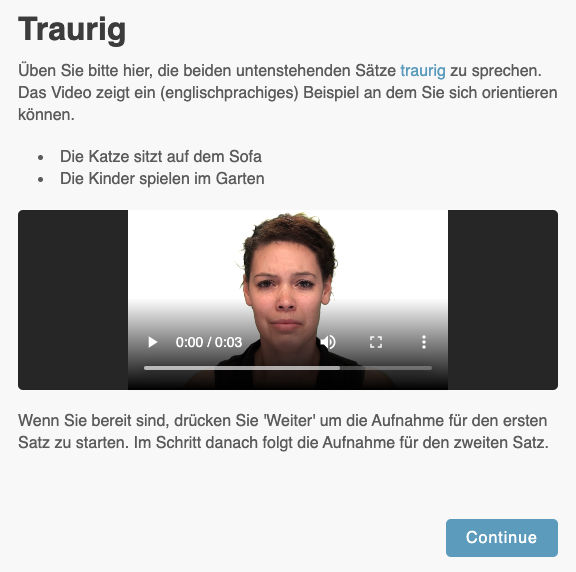 Traurig
Üben Sie bitte hier, die beiden untenstehenden Sätze traurig zu sprechen.
Das Video zeigt ein (englischprachiges) Beispiel an dem Sie sich orientieren
können.
• Die Katze sitzt auf dem Sofa
• Die Kinder spielen im Garten
0:00 / 0:03
Wenn Sie bereit sind, drücken Sie 'Weiter' um die Aufnahme für den ersten
Satz zu starten. Im Schritt danach folgt die Aufnahme für den zweiten Satz.
Continue